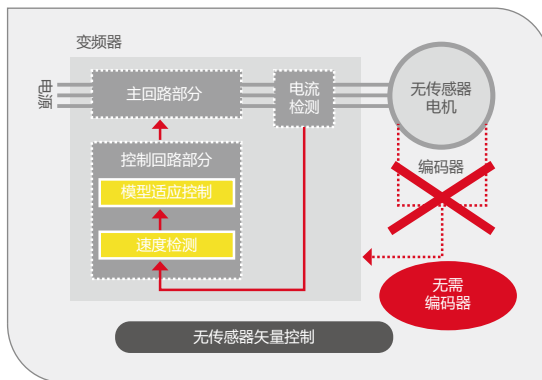 变频器
电源
主回路部分
电流
检测
无传感器
电机
控制回路部分
模型适应控制
速度检测
编码器
无需
编码器
无传感器矢量控制